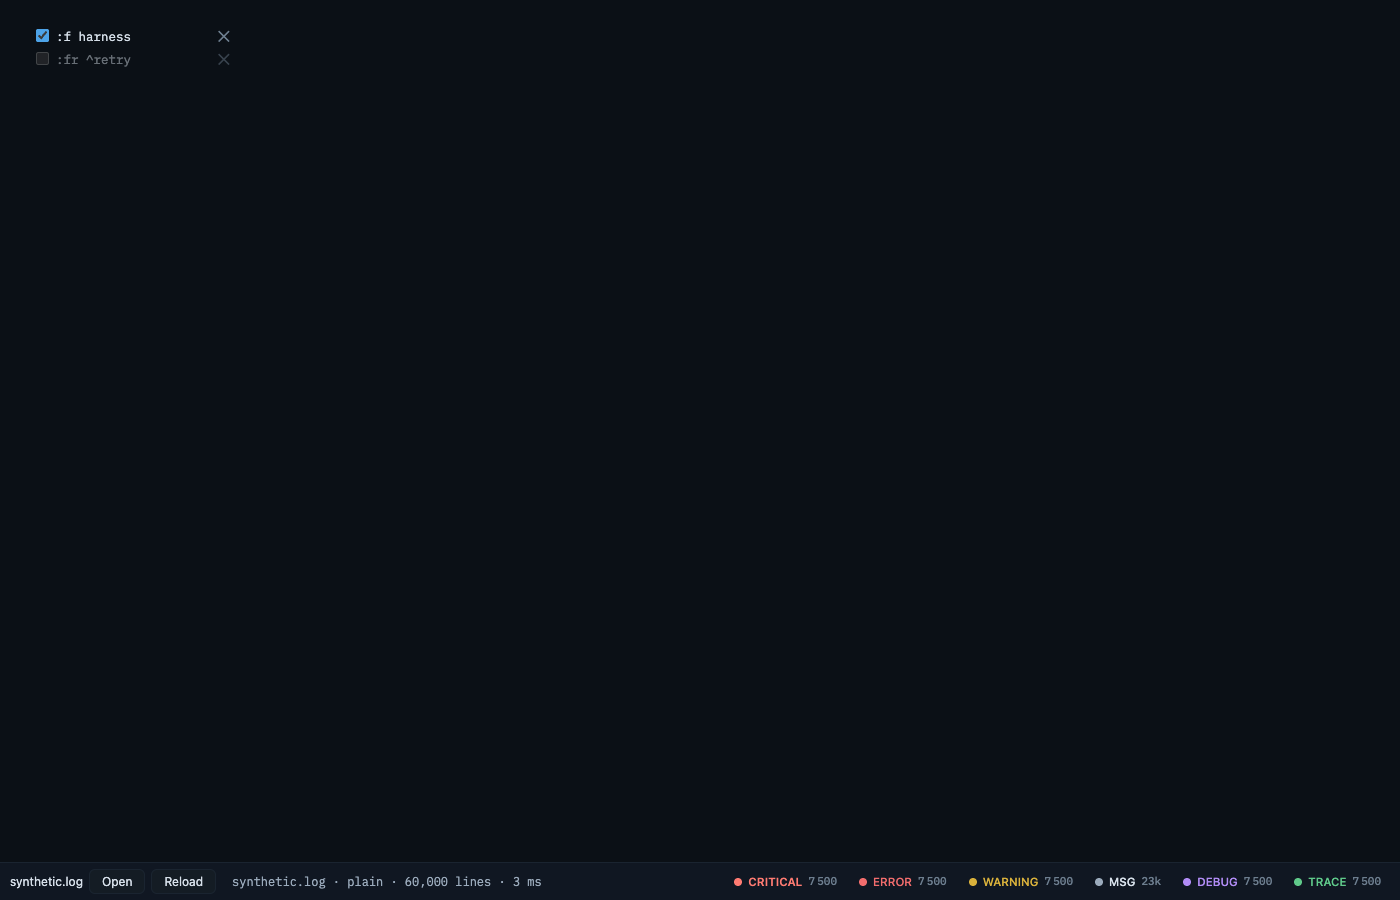 :f harness
:fr ^retry
synthetic.log Open Reload synthetic.log · plain · 60,000 lines · 3 ms CRITICAL 7 500 ERROR 7 500 WARNING 7 500 MSG 23k DEBUG 7 500 TRACE 7 500